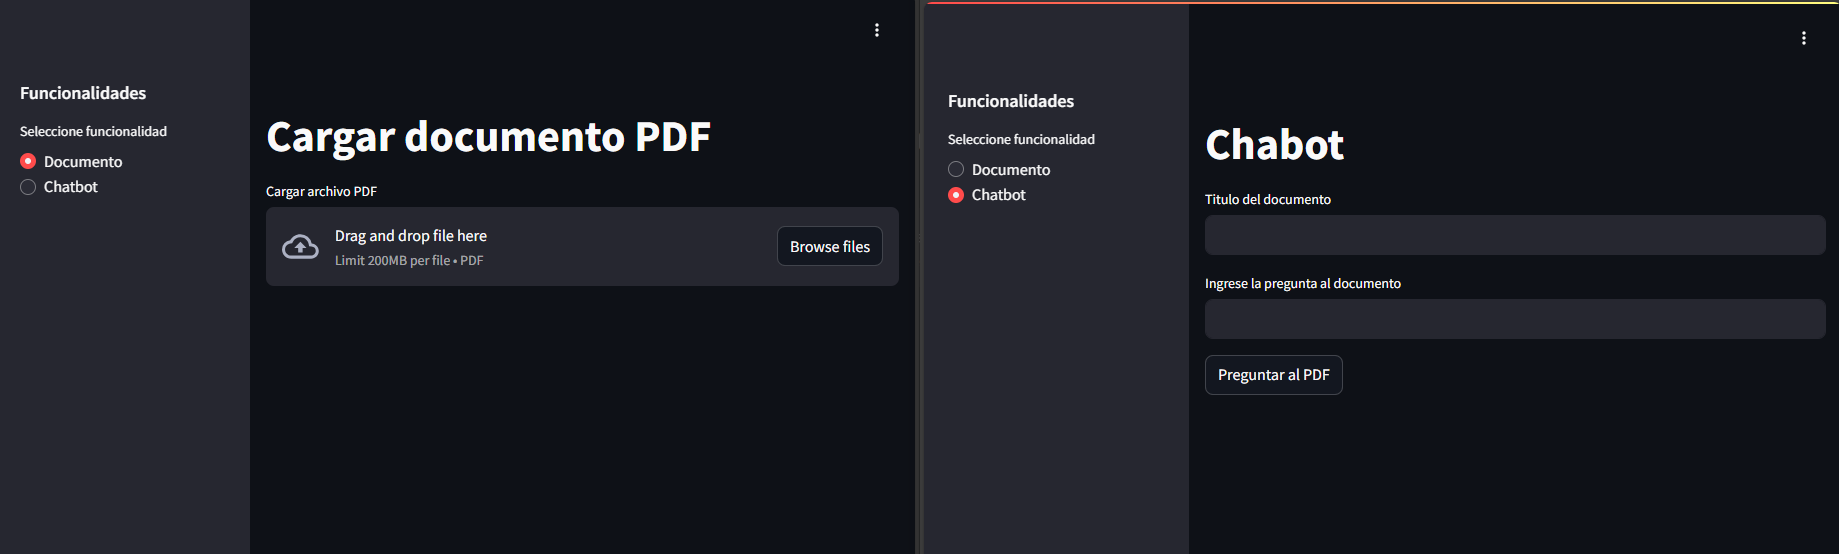 Funcionalidades
Seleccione funcionalidad
Documento
Chatbot
Cargar documento PDF
Cargar archivo PDF
Drag and drop file here
Limit 200MB per file • PDF
Browse files
Funcionalidades
Seleccione funcionalidad
Documento
Chatbot
Chabot
Titulo del documento
Ingrese la pregunta al documento
Preguntar al PDF